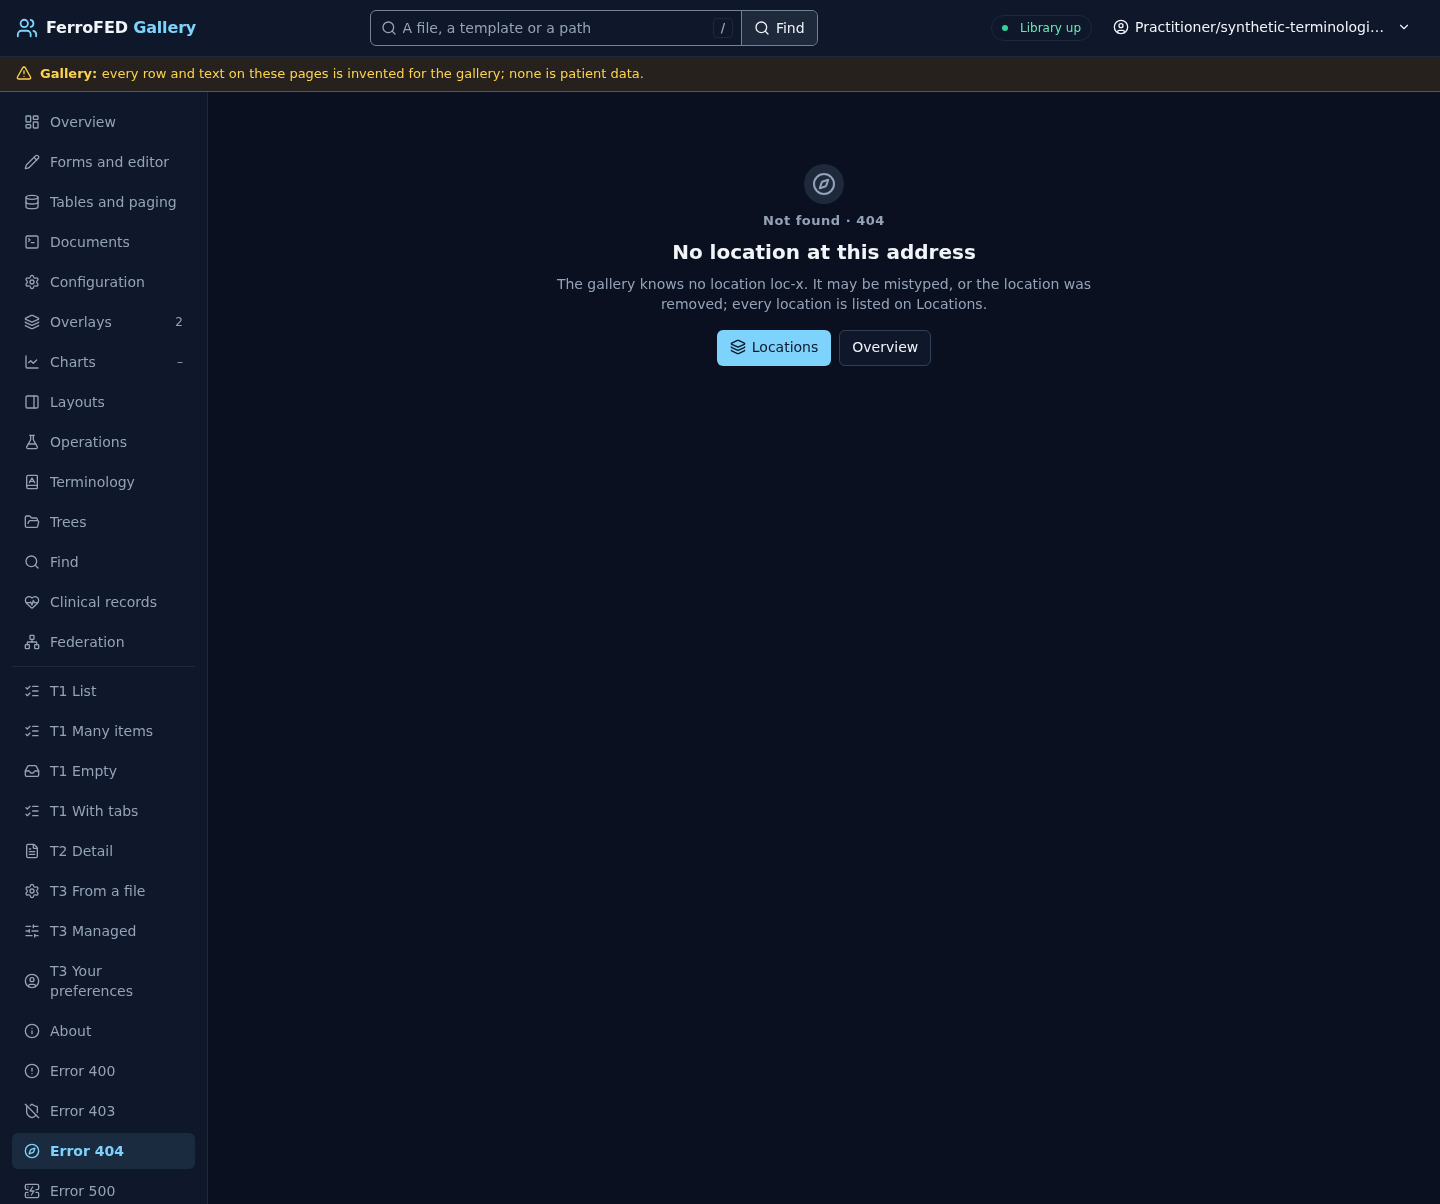 FerroFED Gallery
A file, a template or a path
/
Find
Library up
Practitioner/synthetic-terminologi…
Gallery: every row and text on these pages is invented for the gallery; none is patient data.
Overview
Forms and editor
Tables and paging
Documents
Configuration
Overlays 2
Charts –
Layouts
Operations
Terminology
Trees
Find
Clinical records
Federation
T1 List
T1 Many items
T1 Empty
T1 With tabs
T2 Detail
T3 From a file
T3 Managed
T3 Your
preferences
About
Error 400
Error 403
Error 404
Error 500
Not found · 404
No location at this address
The gallery knows no location loc-x. It may be mistyped, or the location was
removed; every location is listed on Locations.
Locations
Overview